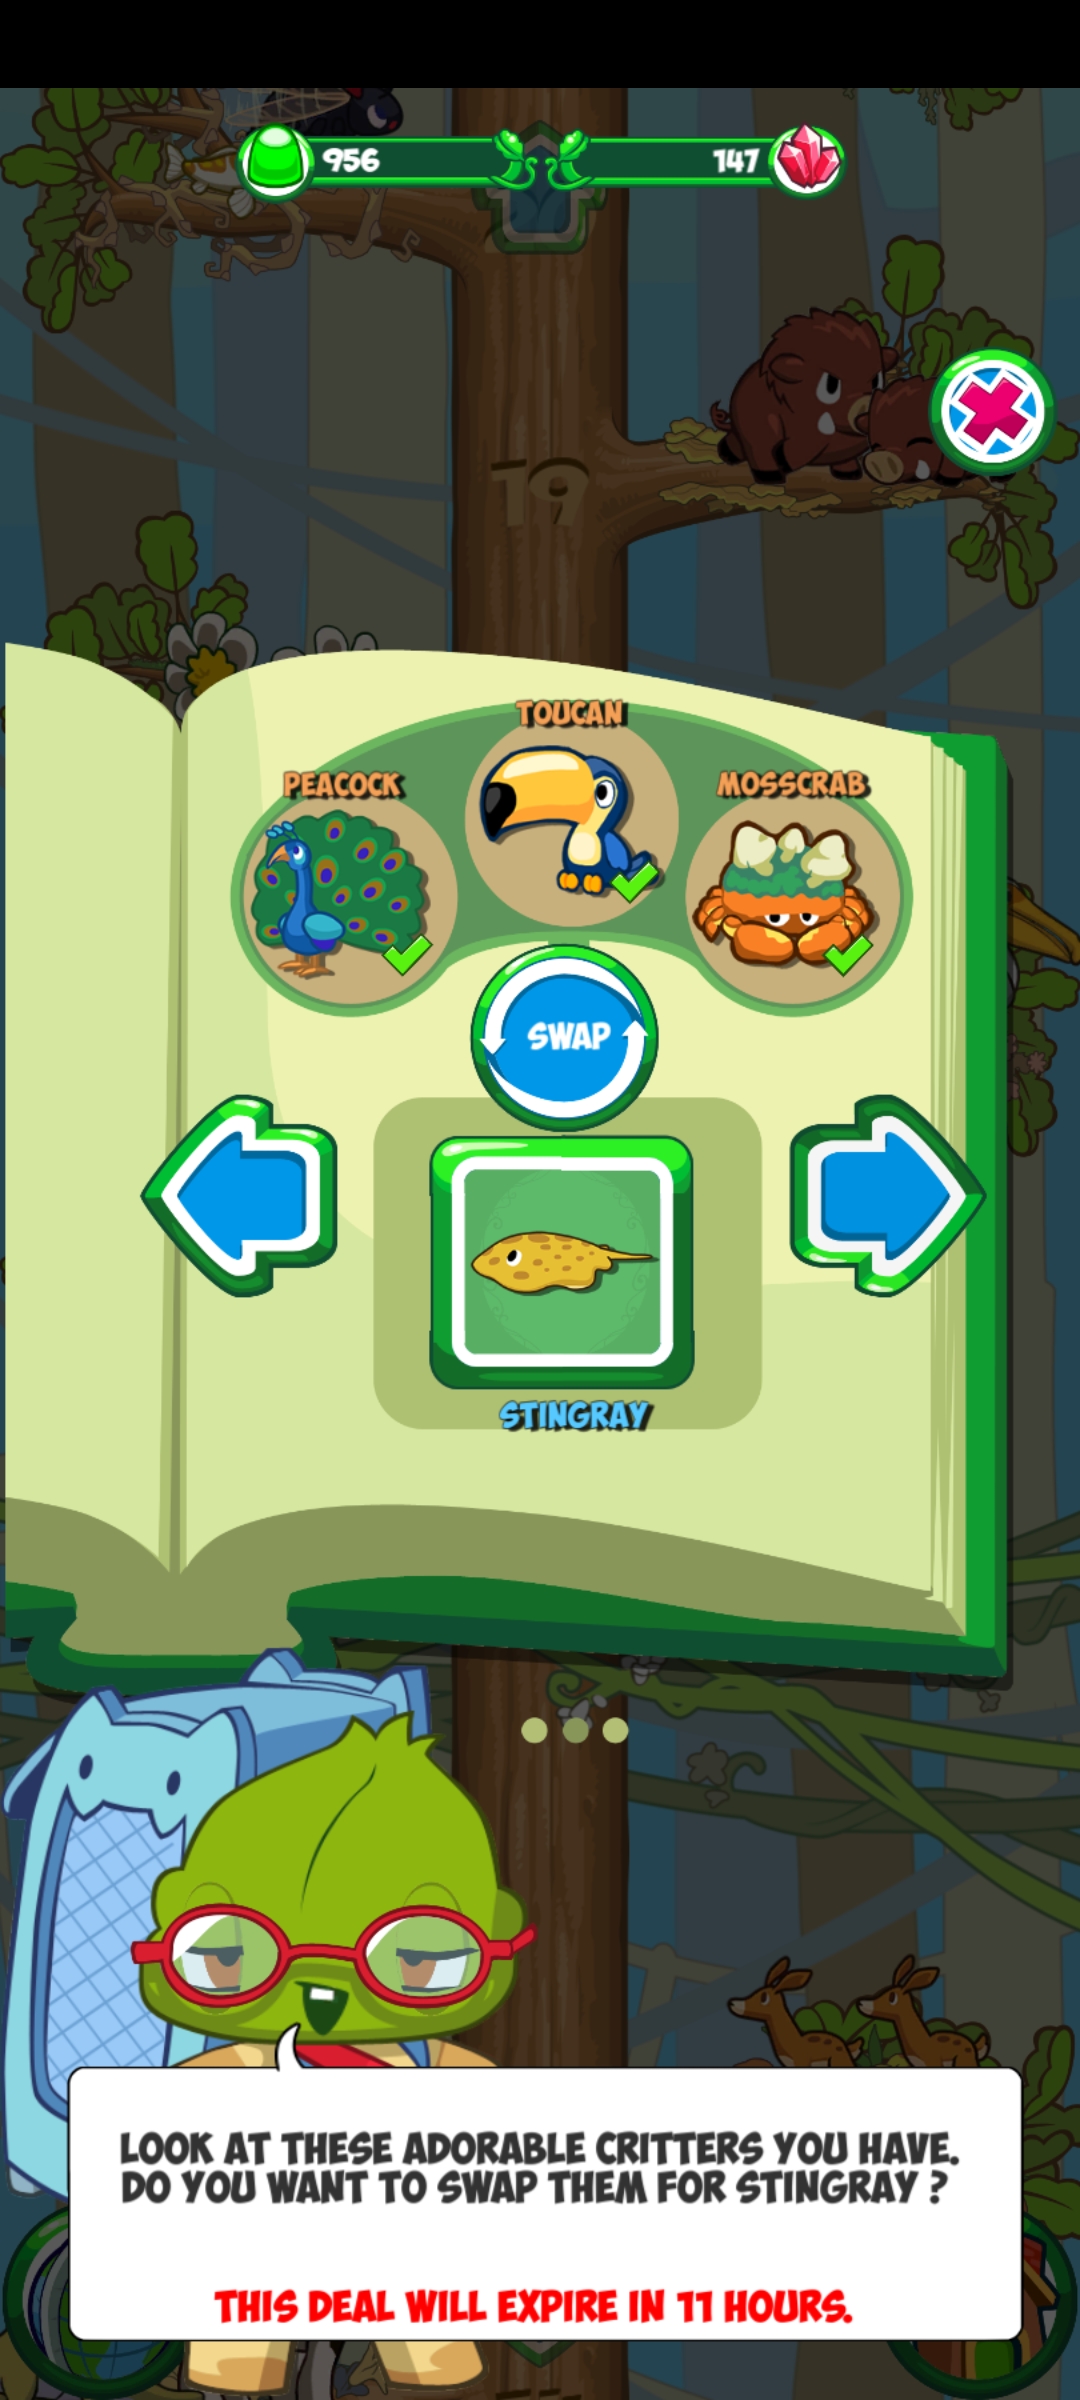 956
147
19
TOUCAN
PEACOCK
MOSSCRAB
SWAP
STINGRAY
LOOK AT THESE ADORABLE CRITTERS YOU HAVE.
DO YOU WANT TO SWAP THEM FOR STINGRAY ?
THIS DEAL WILL EXPIRE IN 11 HOURS.